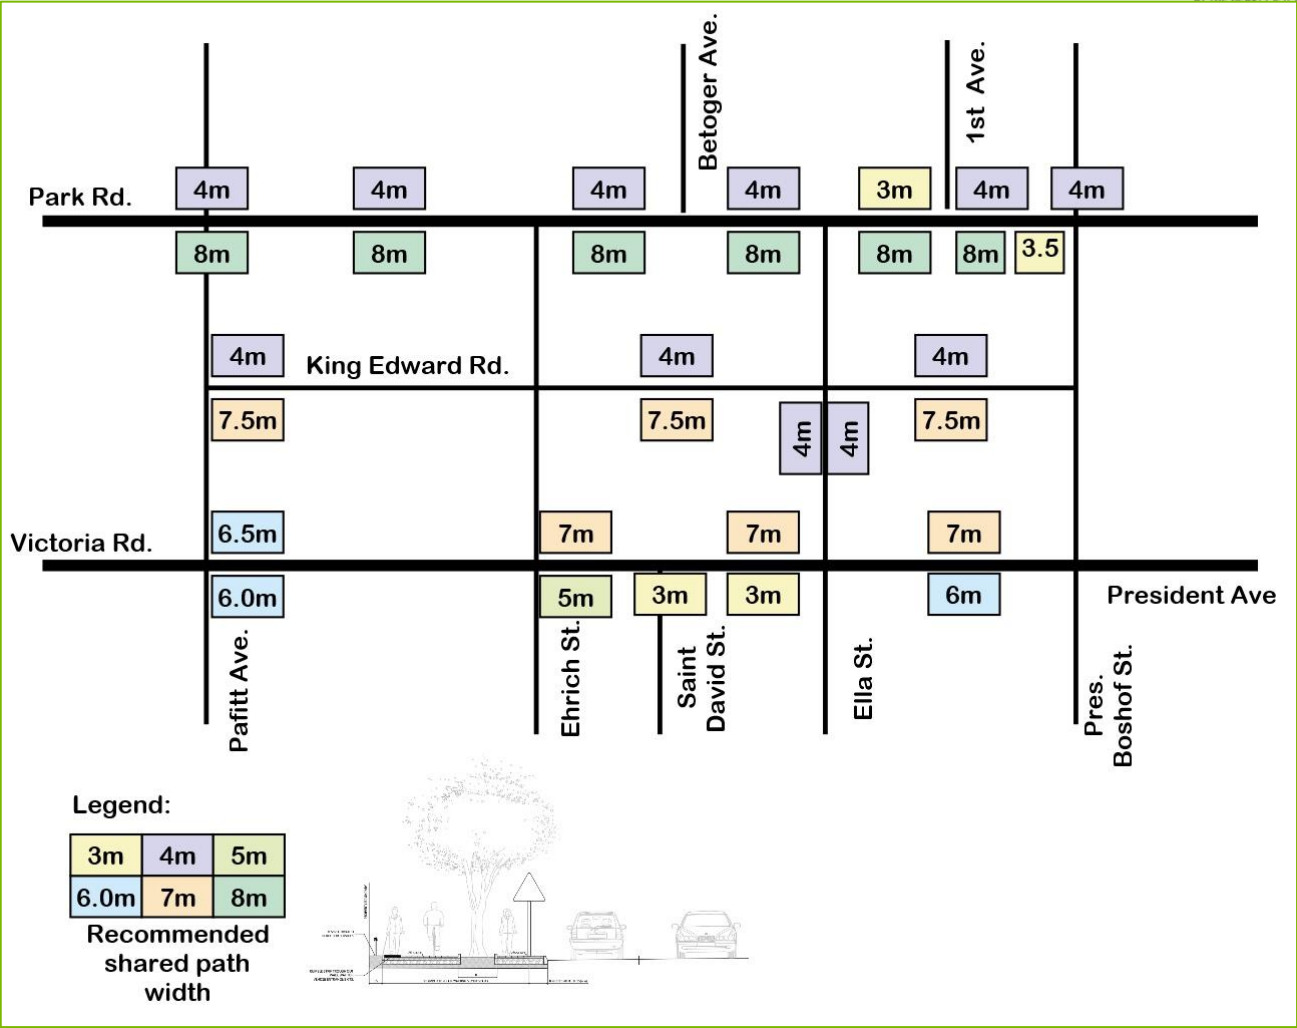 Betoger Ave.
1st Ave.
Park Rd.
4m 4m 4m 4m 3m 4m 4m
8m 8m 8m 8m 8m 8m 3.5
4m 4m 4m
King Edward Rd.
7.5m 7.5m 7.5m
4m 4m
6.5m 7m 7m 7m
Victoria Rd.
6.0m 5m 3m 3m 6m
President Ave
Pafitt Ave.
Ehrich St.
Saint
David St.
Ella St.
Pres.
Boshof St.
Legend:
3m 4m 5m
6.0m 7m 8m
Recommended
shared path
width